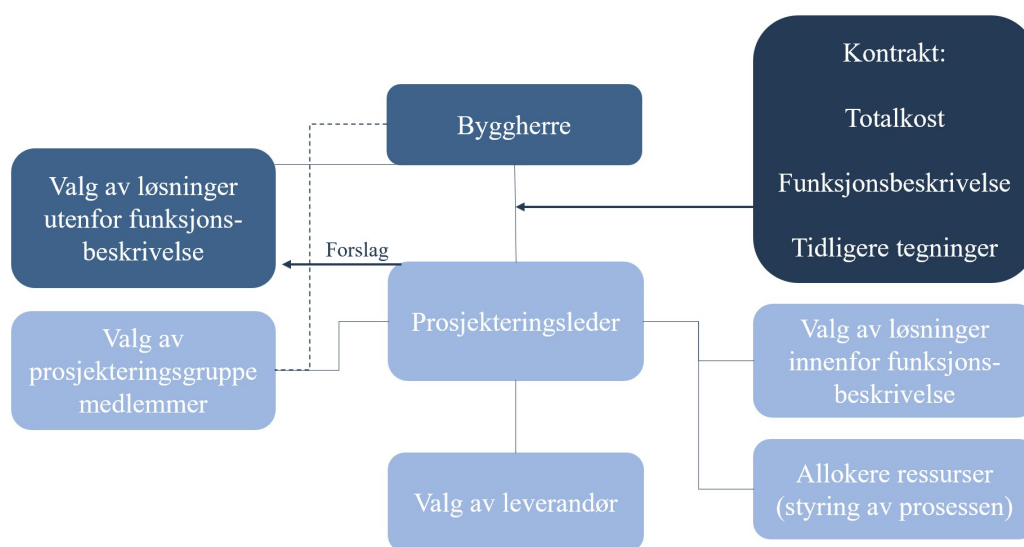 Kontrakt:
Totalkost
Funksjonsbeskrivelse
Tidligere tegninger
Byggherre
Valg av løsninger
utenfor funksjons-
beskrivelse
Forslag
Prosjekteringsleder
Valg av
prosjekteringsgruppe
medlemmer
Valg av løsninger
innenfor funksjons-
beskrivelse
Valg av leverandør
Allokere ressurser
(styring av prosessen)